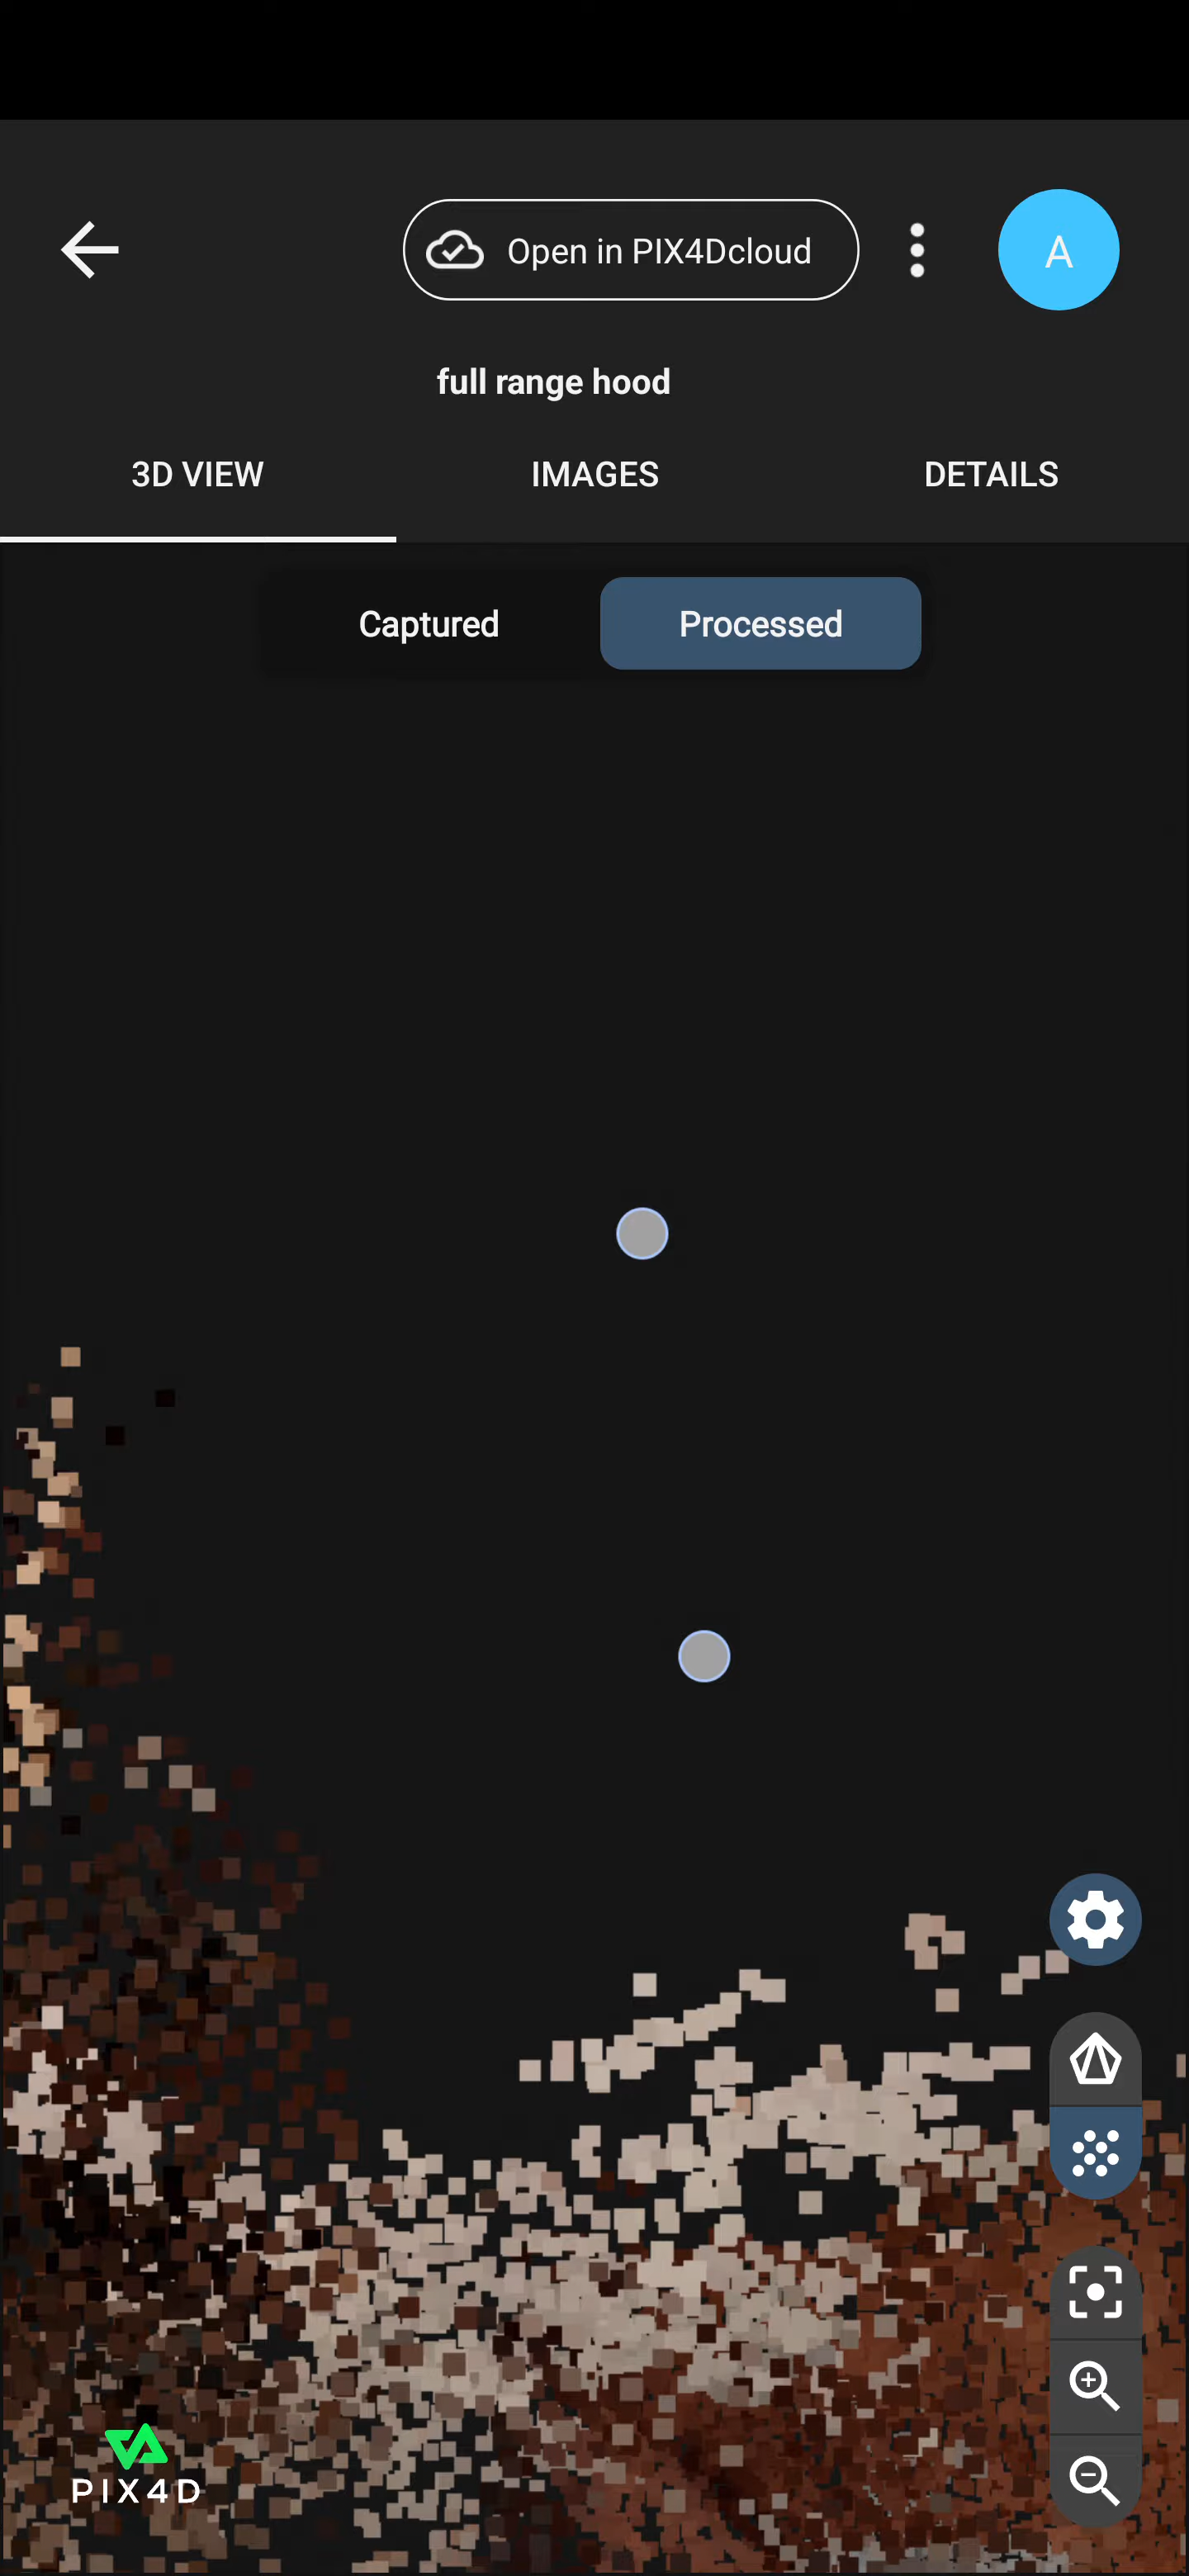 Open in PIX4Dcloud
A
full range hood
3D VIEW
IMAGES
DETAILS
Captured
Processed
PIX4D